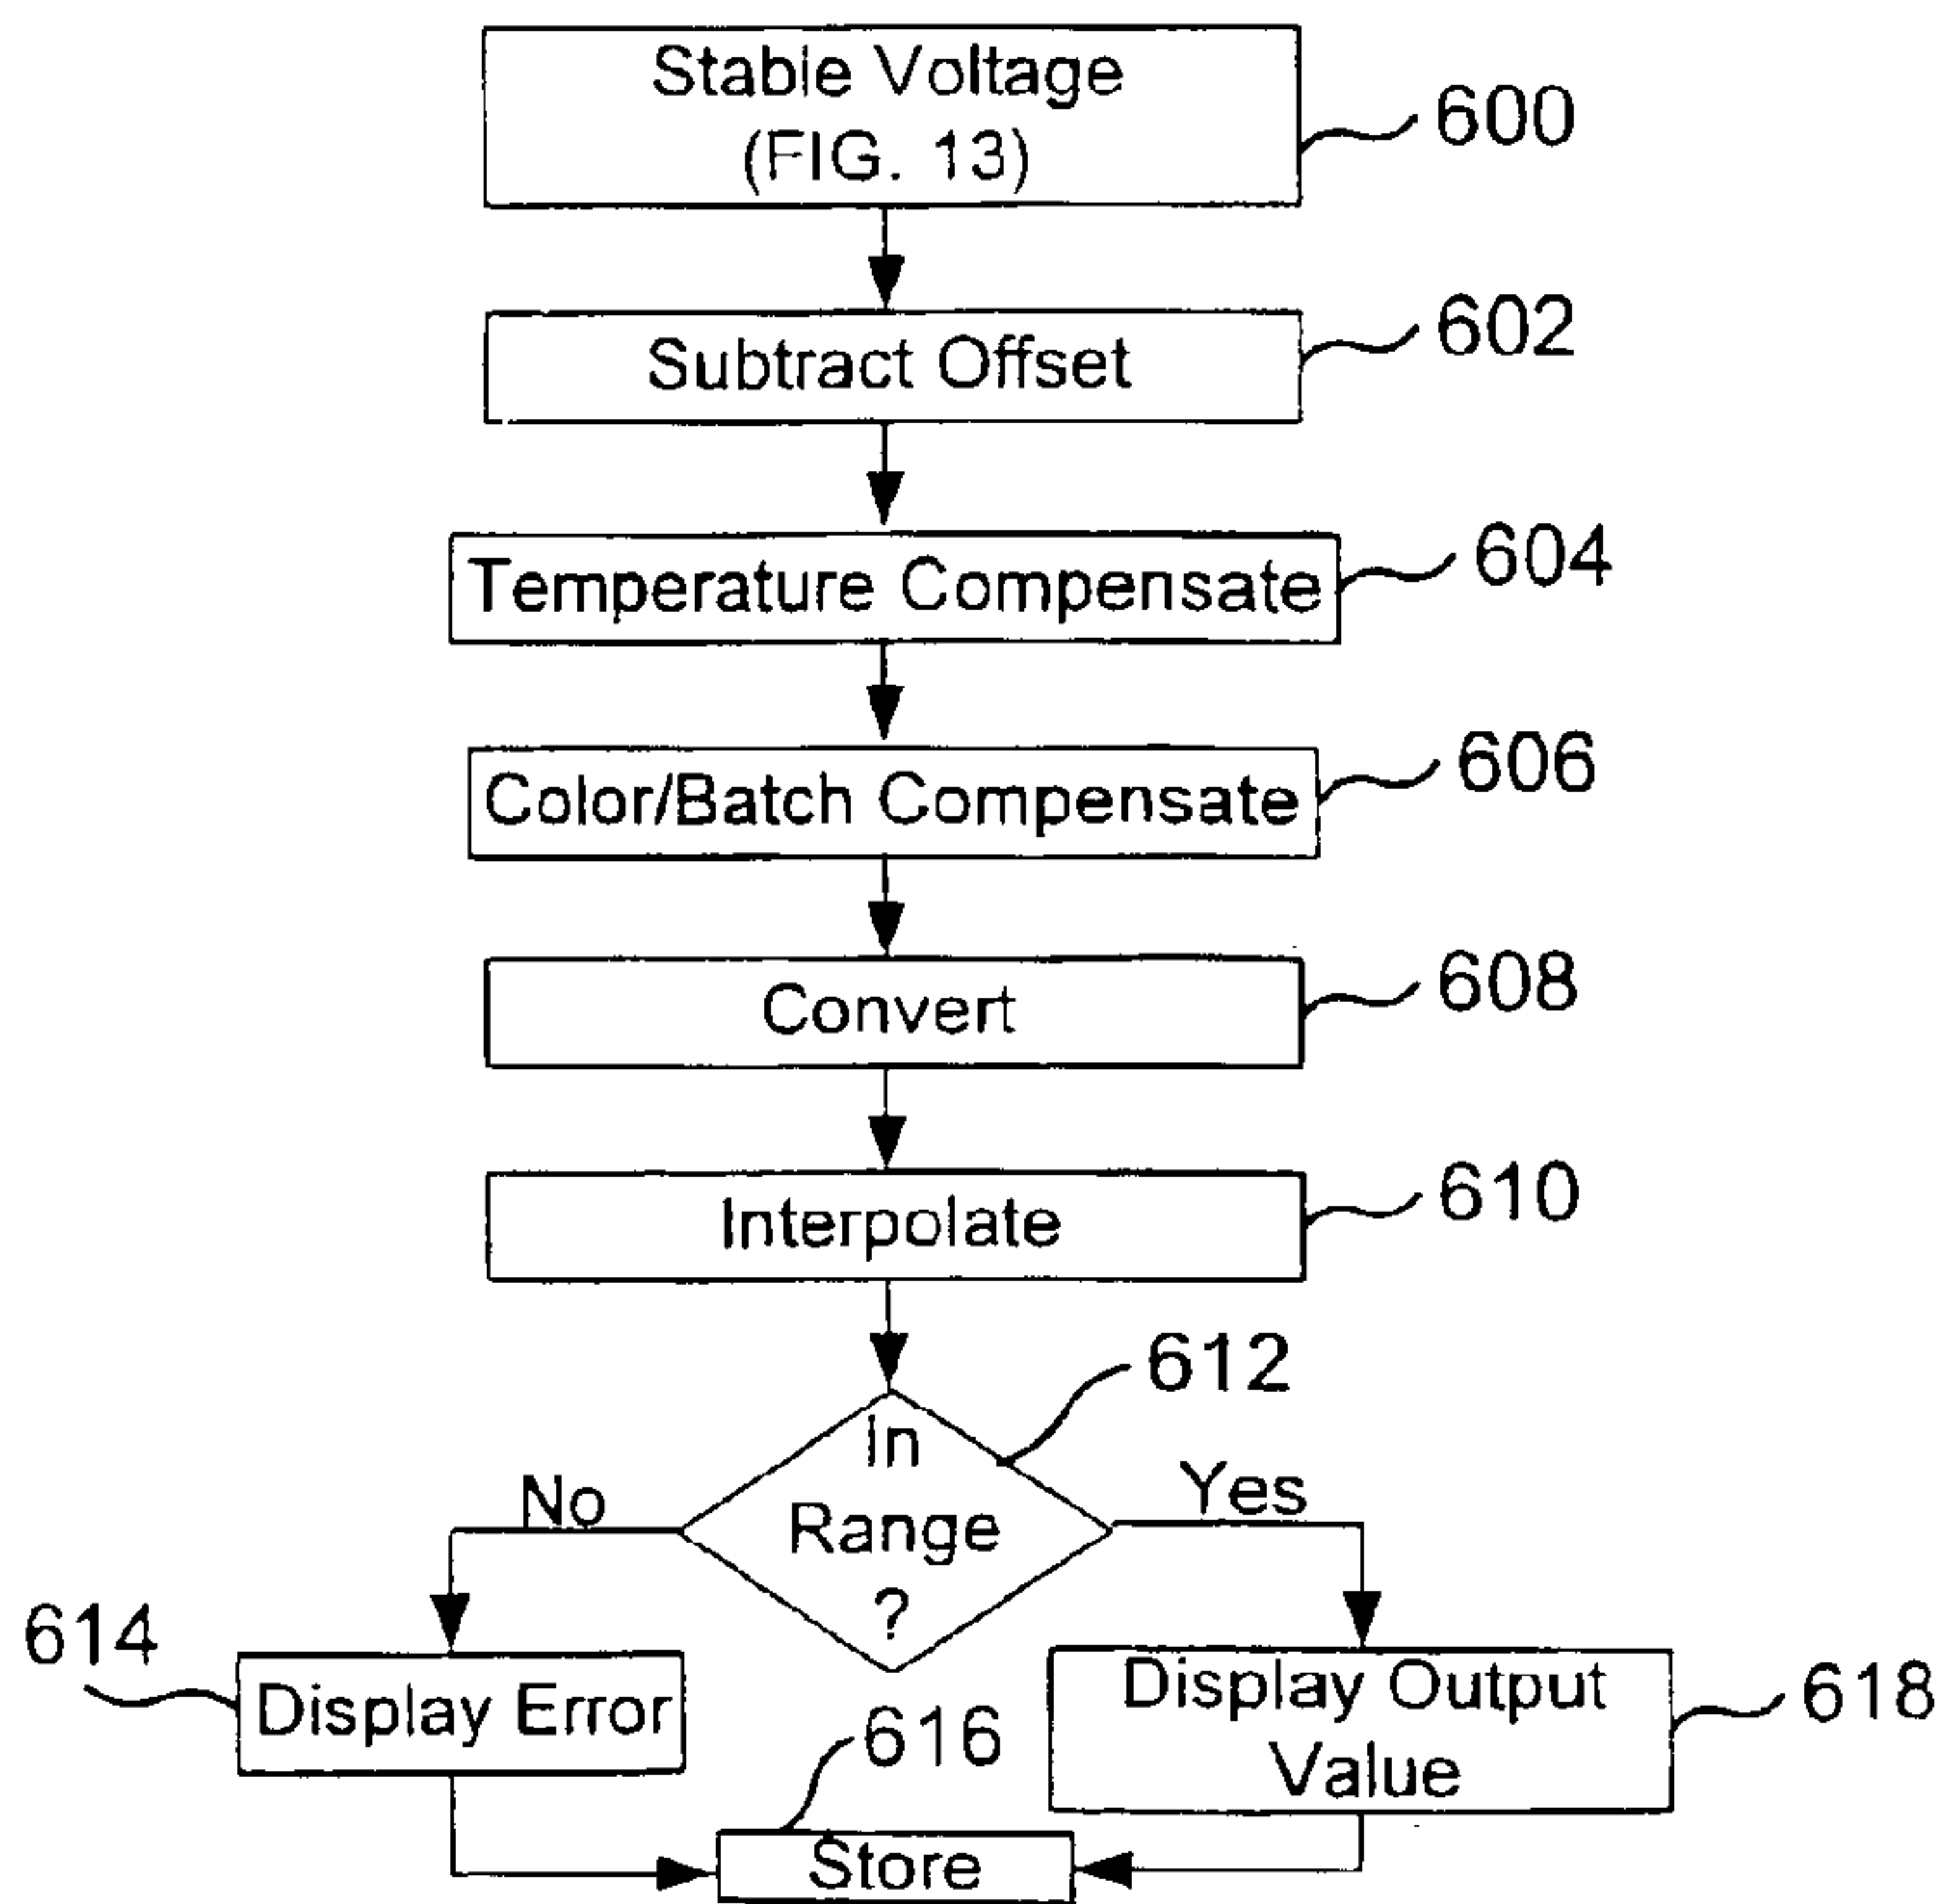 Stable Voltage
(FIG. 13)
600
Subtract Offset
602
Temperature Compensate
604
Color/Batch Compensate
606
Convert
608
Interpolate
610
612
in
Range
?
No
Yes
614
Display Error
616
Display Output
Value
618
Store